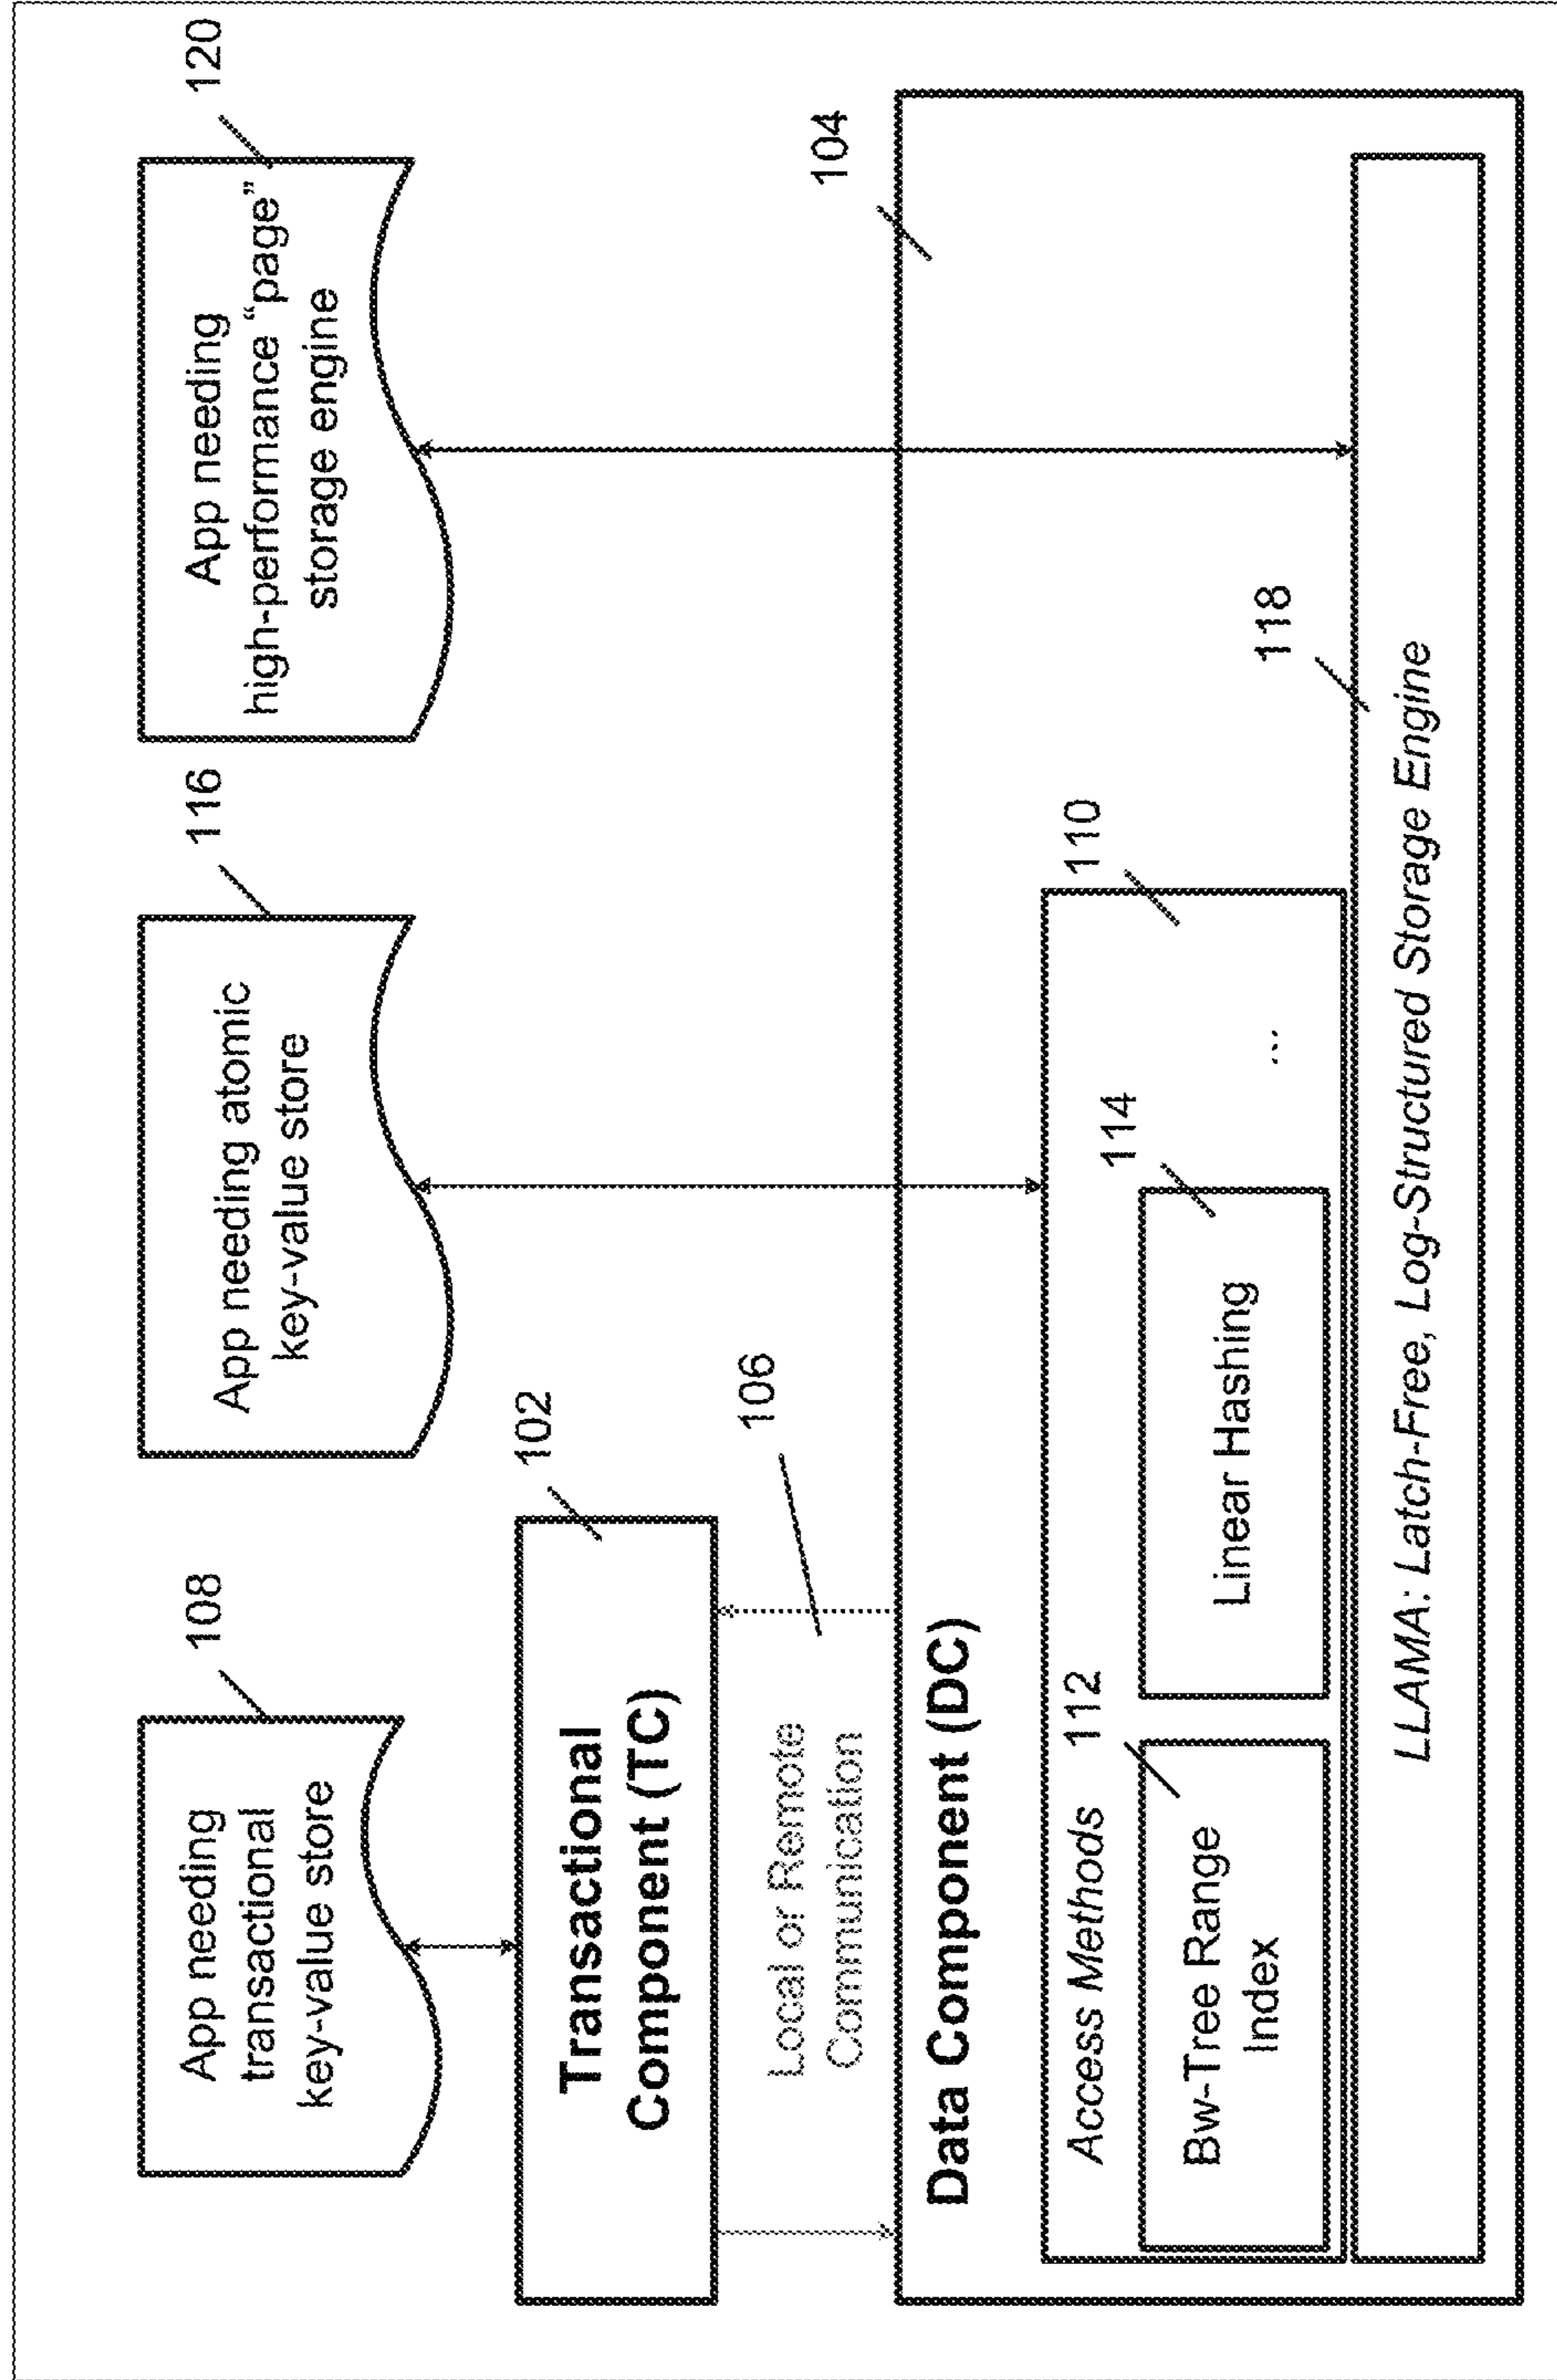 108
App needing
transactional
key-value store
116
App needing atomic
key-value store
120
App needing
high-performance “page”
storage engine
102
Transactional
Component (TC)
106
Local or Remote
Communication
104
Data Component (DC)
110
Access Methods
112
Bw-Tree Range
Index
114
Linear Hashing
...
118
LLAMA: Latch-Free, Log-Structured Storage Engine